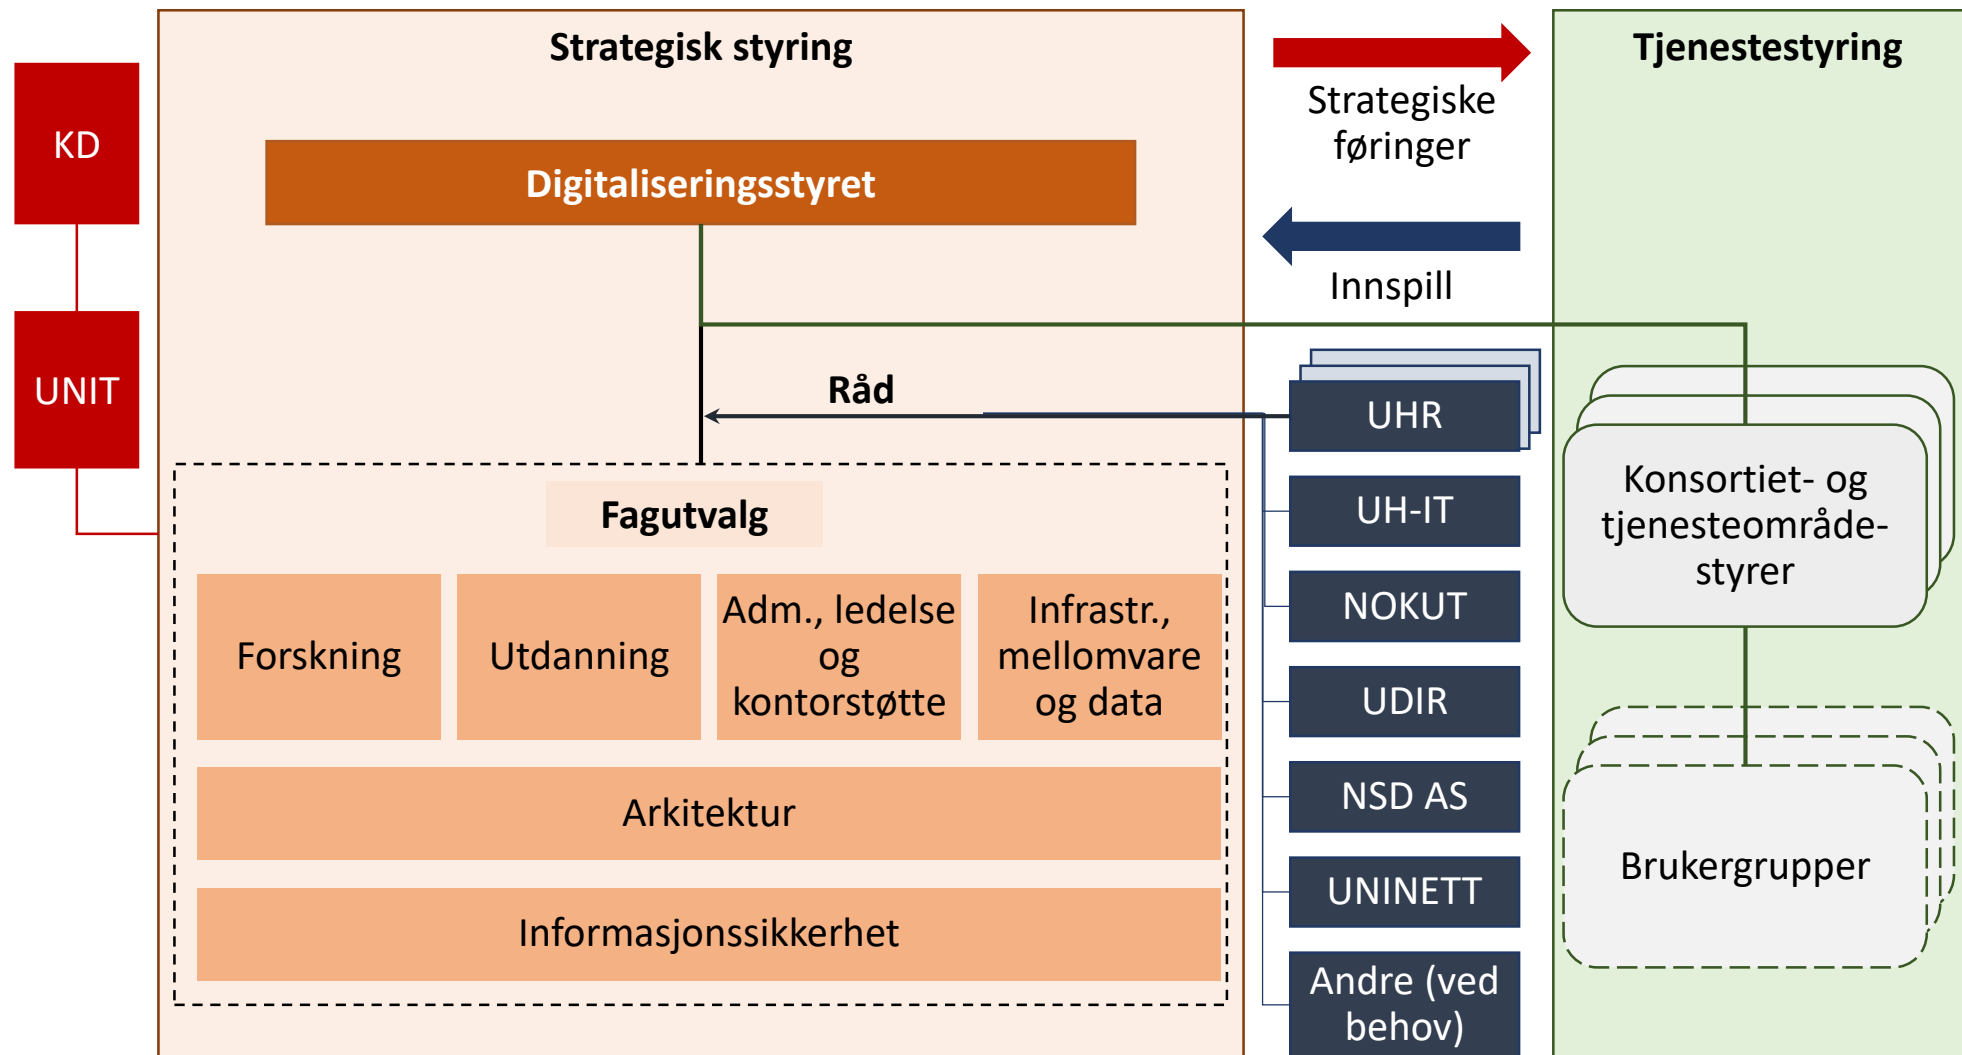 Strategisk styring
Tjenestestyring
KD
UNIT
Digitaliseringsstyret
Strategiske
føringer
Innspill
Råd
Fagutvalg
Forskning
Utdanning
Adm., ledelse
og
kontorstøtte
Infrastr.,
mellomvare
og data
Arkitektur
Informasjonssikkerhet
UHR
UH-IT
NOKUT
UDIR
NSD AS
UNINETT
Andre (ved
behov)
Konsortiet- og
tjenesteområde-
styrer
Brukergrupper